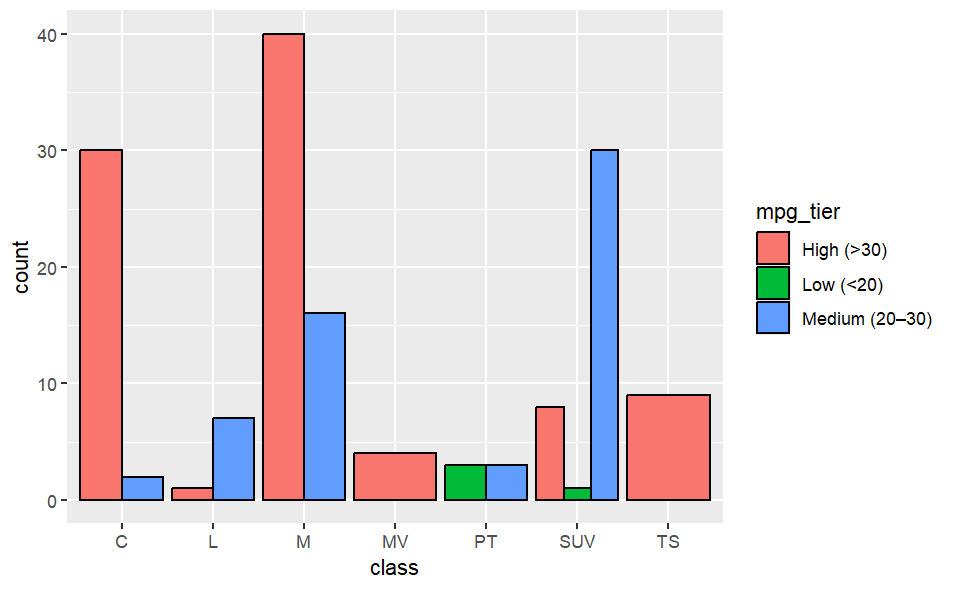 40
30
20
10
0
count
C L M MV PT SUV TS
class
mpg_tier
High (>30)
Low (<20)
Medium (20–30)